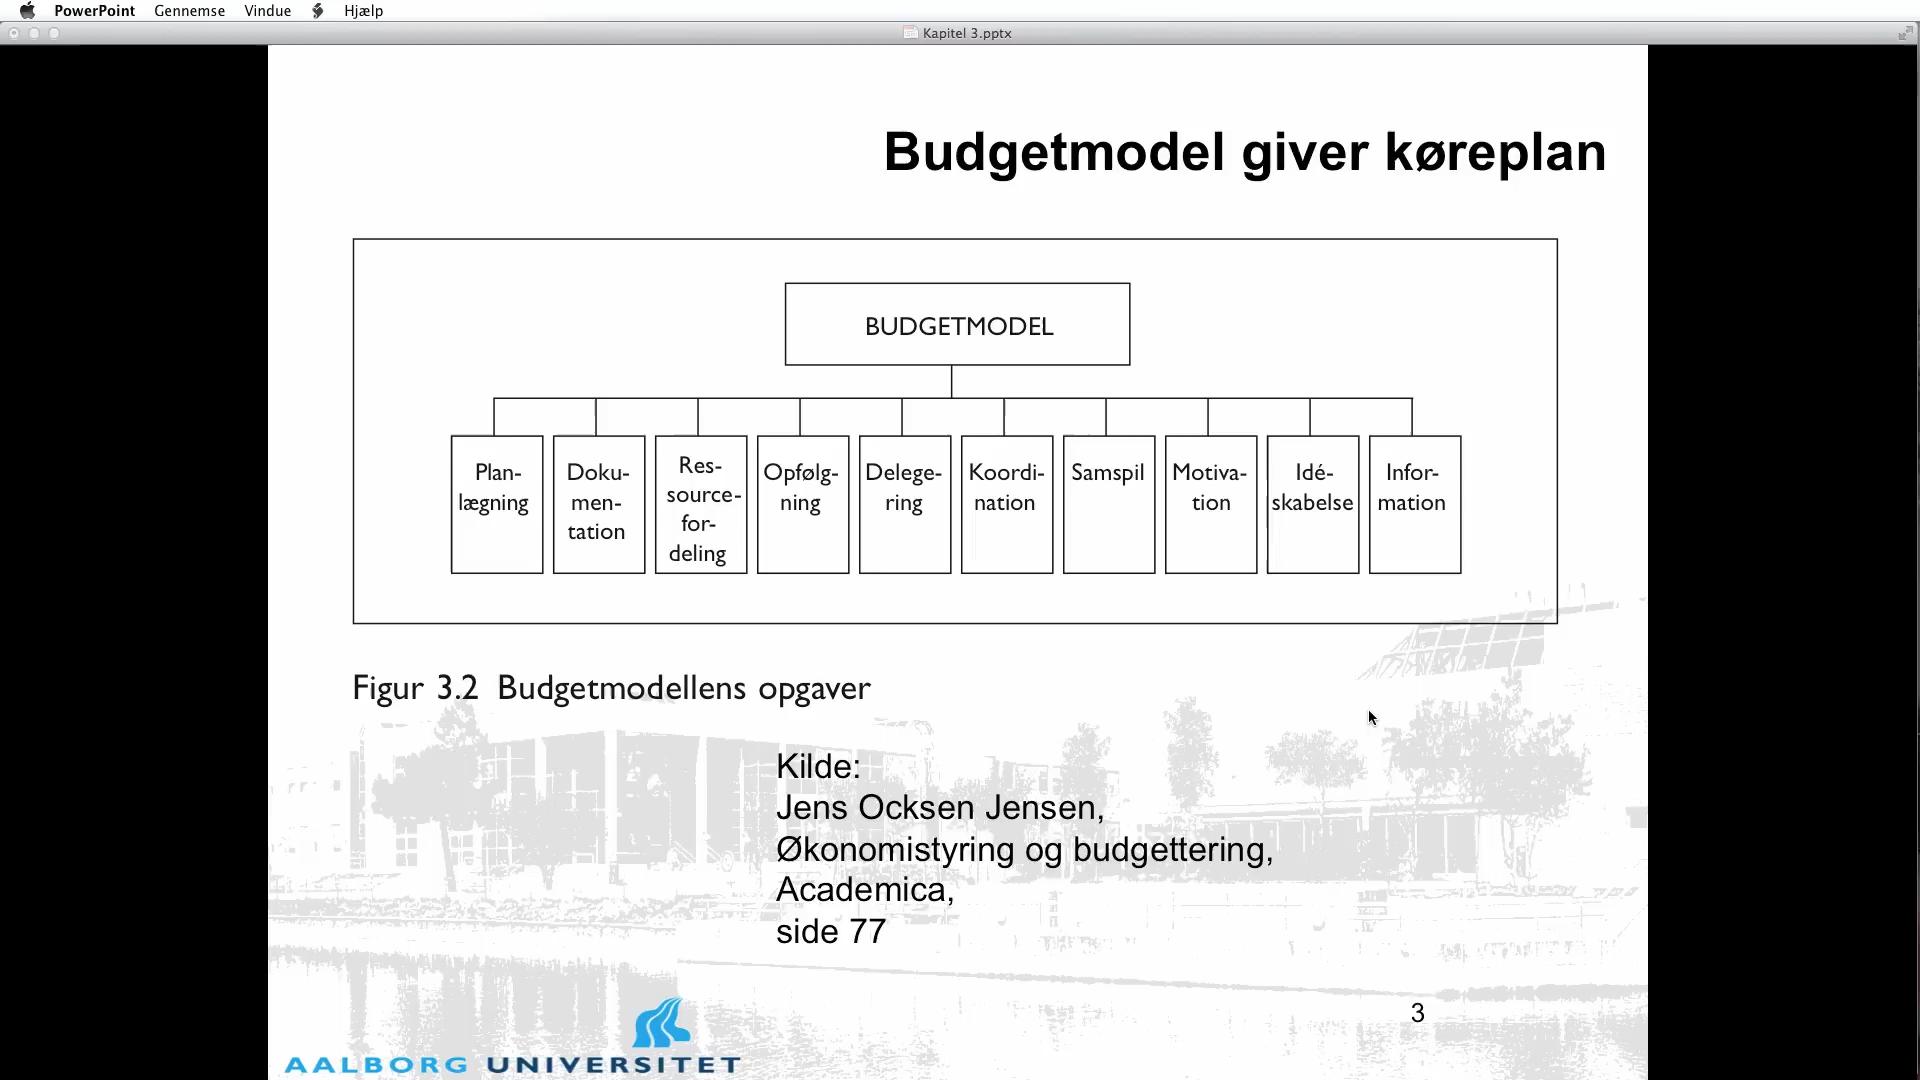 PowerPoint Gennemse Vindue Hjælp
Kapitel 3.pptx
Budgetmodel giver køreplan
BUDGETMODEL
Plan-
lægning
Doku-
men-
tation
Res-
source-
for-
deling
Opfølg-
ning
Delege-
ring
Koordi-
nation
Samspil
Motiva-
tion
Idé-
skabelse
Infor-
mation
Figur 3.2 Budgetmodellens opgaver
Kilde:
Jens Ocksen Jensen,
Økonomistyring og budgettering,
Academica,
side 77
3
AALBORG UNIVERSITET